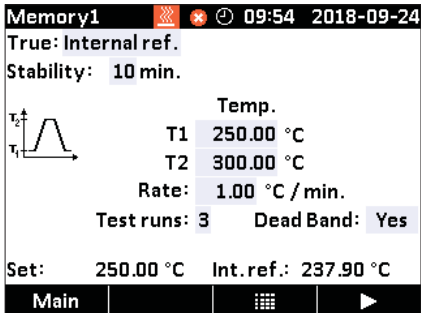 Memory1 09:54 2018-09-24
True: Internal ref.
Stability: 10 min.
Temp.
T2
T1
T1 250.00 °C
T2 300.00 °C
Rate: 1.00 °C / min.
Test runs: 3 Dead Band: Yes
Set: 250.00 °C Int.ref.: 237.90 °C
Main